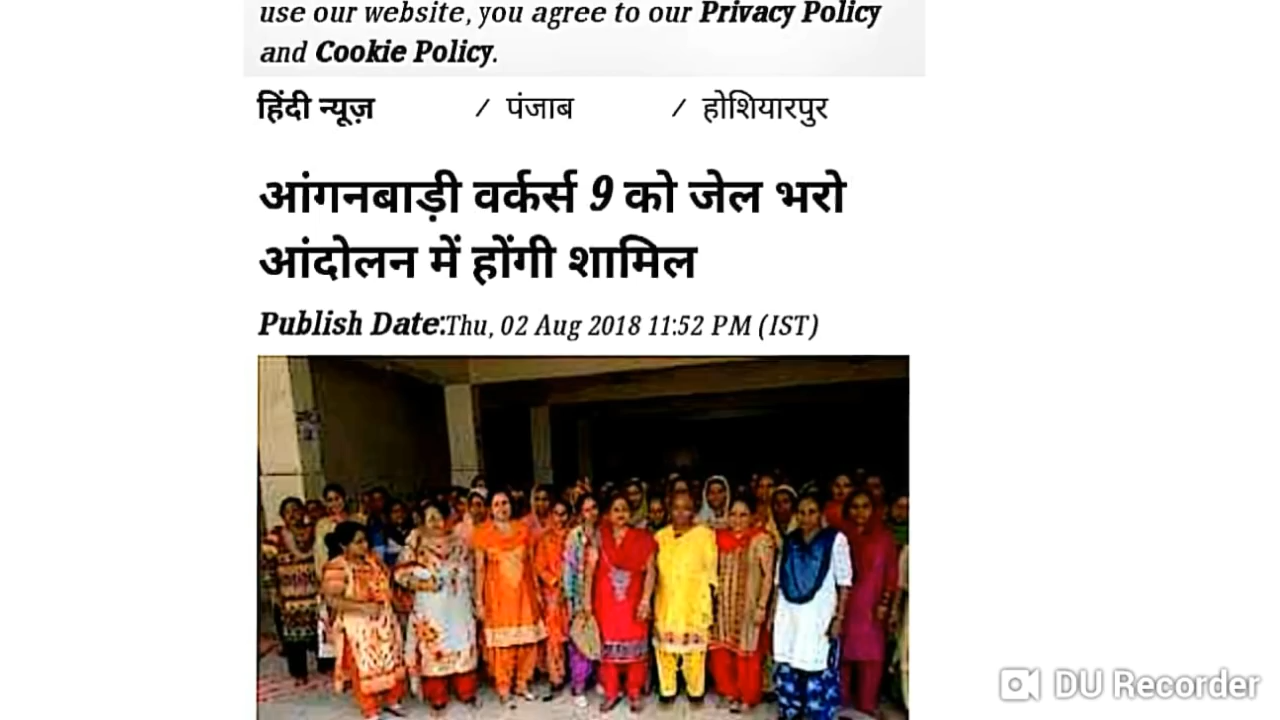 use our website, you agree to our Privacy Policy
and Cookie Policy.
हिंदी न्यूज़ / पंजाब / होशियारपुर
आंगनबाड़ी वर्कर्स 9 को जेल भरो
आंदोलन में होंगी शामिल
Publish Date:Thu, 02 Aug 2018 11:52 PM (IST)
DU Recorder